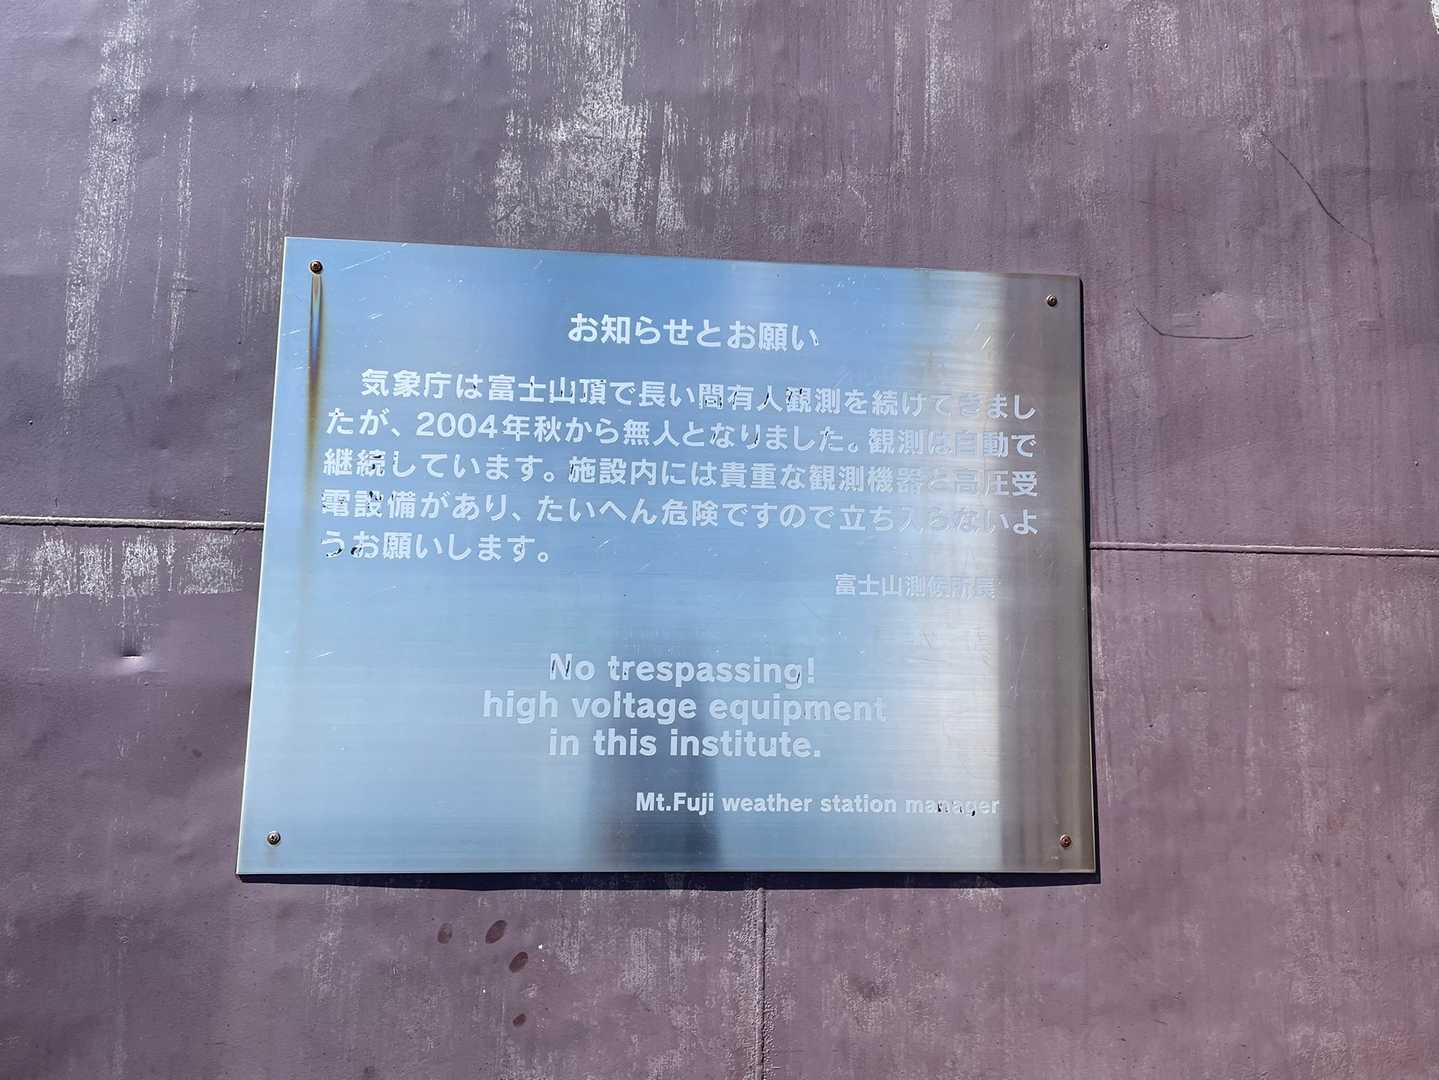 お知らせとお願い
気象庁は富士山頂で長い間有人観測を続けてきまし
たが、2004年秋から無人となりました。観測は自動で
継続しています。施設内には貴重な観測機器と高圧受
電設備があり、たいへん危険ですので立ち入らないよ
うお願いします。
富士山測候所長
No trespassing!
high voltage equipment
in this institute.
Mt.Fuji weather station manager